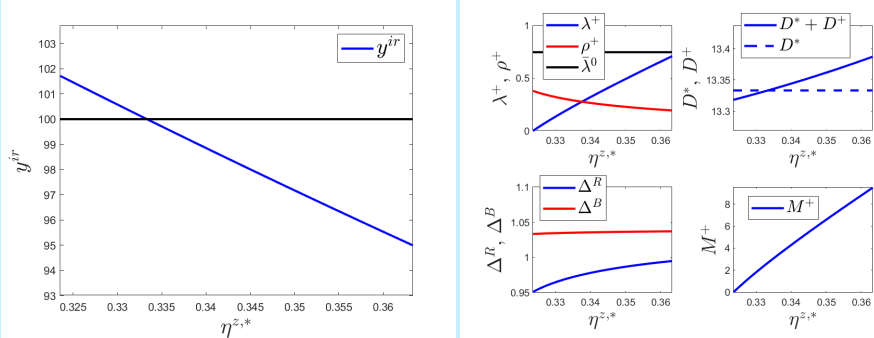 103
102
101
100
99
98
97
96
95
94
93
y^{ir}
y^{ir}
0.325 0.33 0.335 0.34 0.345 0.35 0.355 0.36
η^{z,*}
1
0.5
0
λ^+, ρ^+
λ^+
ρ^+
λ̄^0
0.33 0.34 0.35 0.36
η^{z,*}
13.4
13.35
13.3
D^*, D^+
D^* + D^+
D^*
0.33 0.34 0.35 0.36
η^{z,*}
1.1
1.05
1
0.95
Δ^R, Δ^B
Δ^R
Δ^B
0.33 0.34 0.35 0.36
η^{z,*}
8
6
4
2
0
M^+
M^+
0.33 0.34 0.35 0.36
η^{z,*}